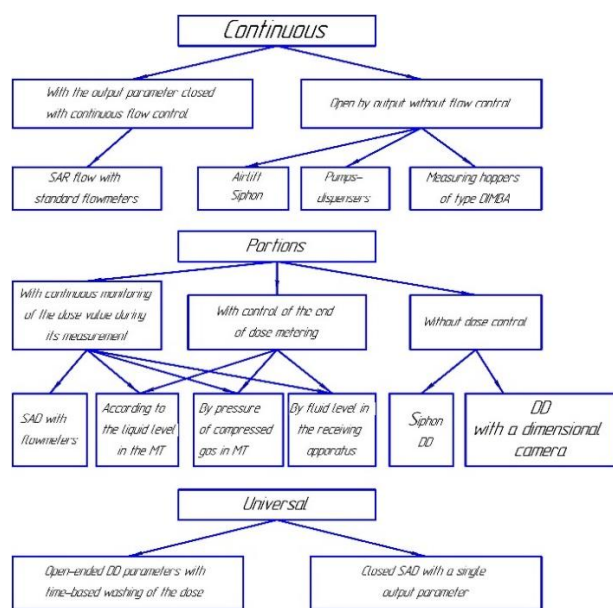 Continuous
With the output parameter closed
with continuous flow control
Open by output without flow control
SAR flow with
standard flowmeters
Airlift
Siphon
Pumps-
dispensers
Measuring hoppers
of type DIMBA
Portions
With continuous monitoring
of the dose value during
its measurement
With control of the end
of dose metering
Without dose control
SAD with
flowmeters
According to
the liquid level
in the MT
By pressure
of compressed
gas in MT
By fluid level in
the receiving
apparatus
Siphon
DD
DD
with a dimensional
camera
Universal
Open-ended DD parameters with
time-based washing of the dose
Closed SAD with a single
output parameter